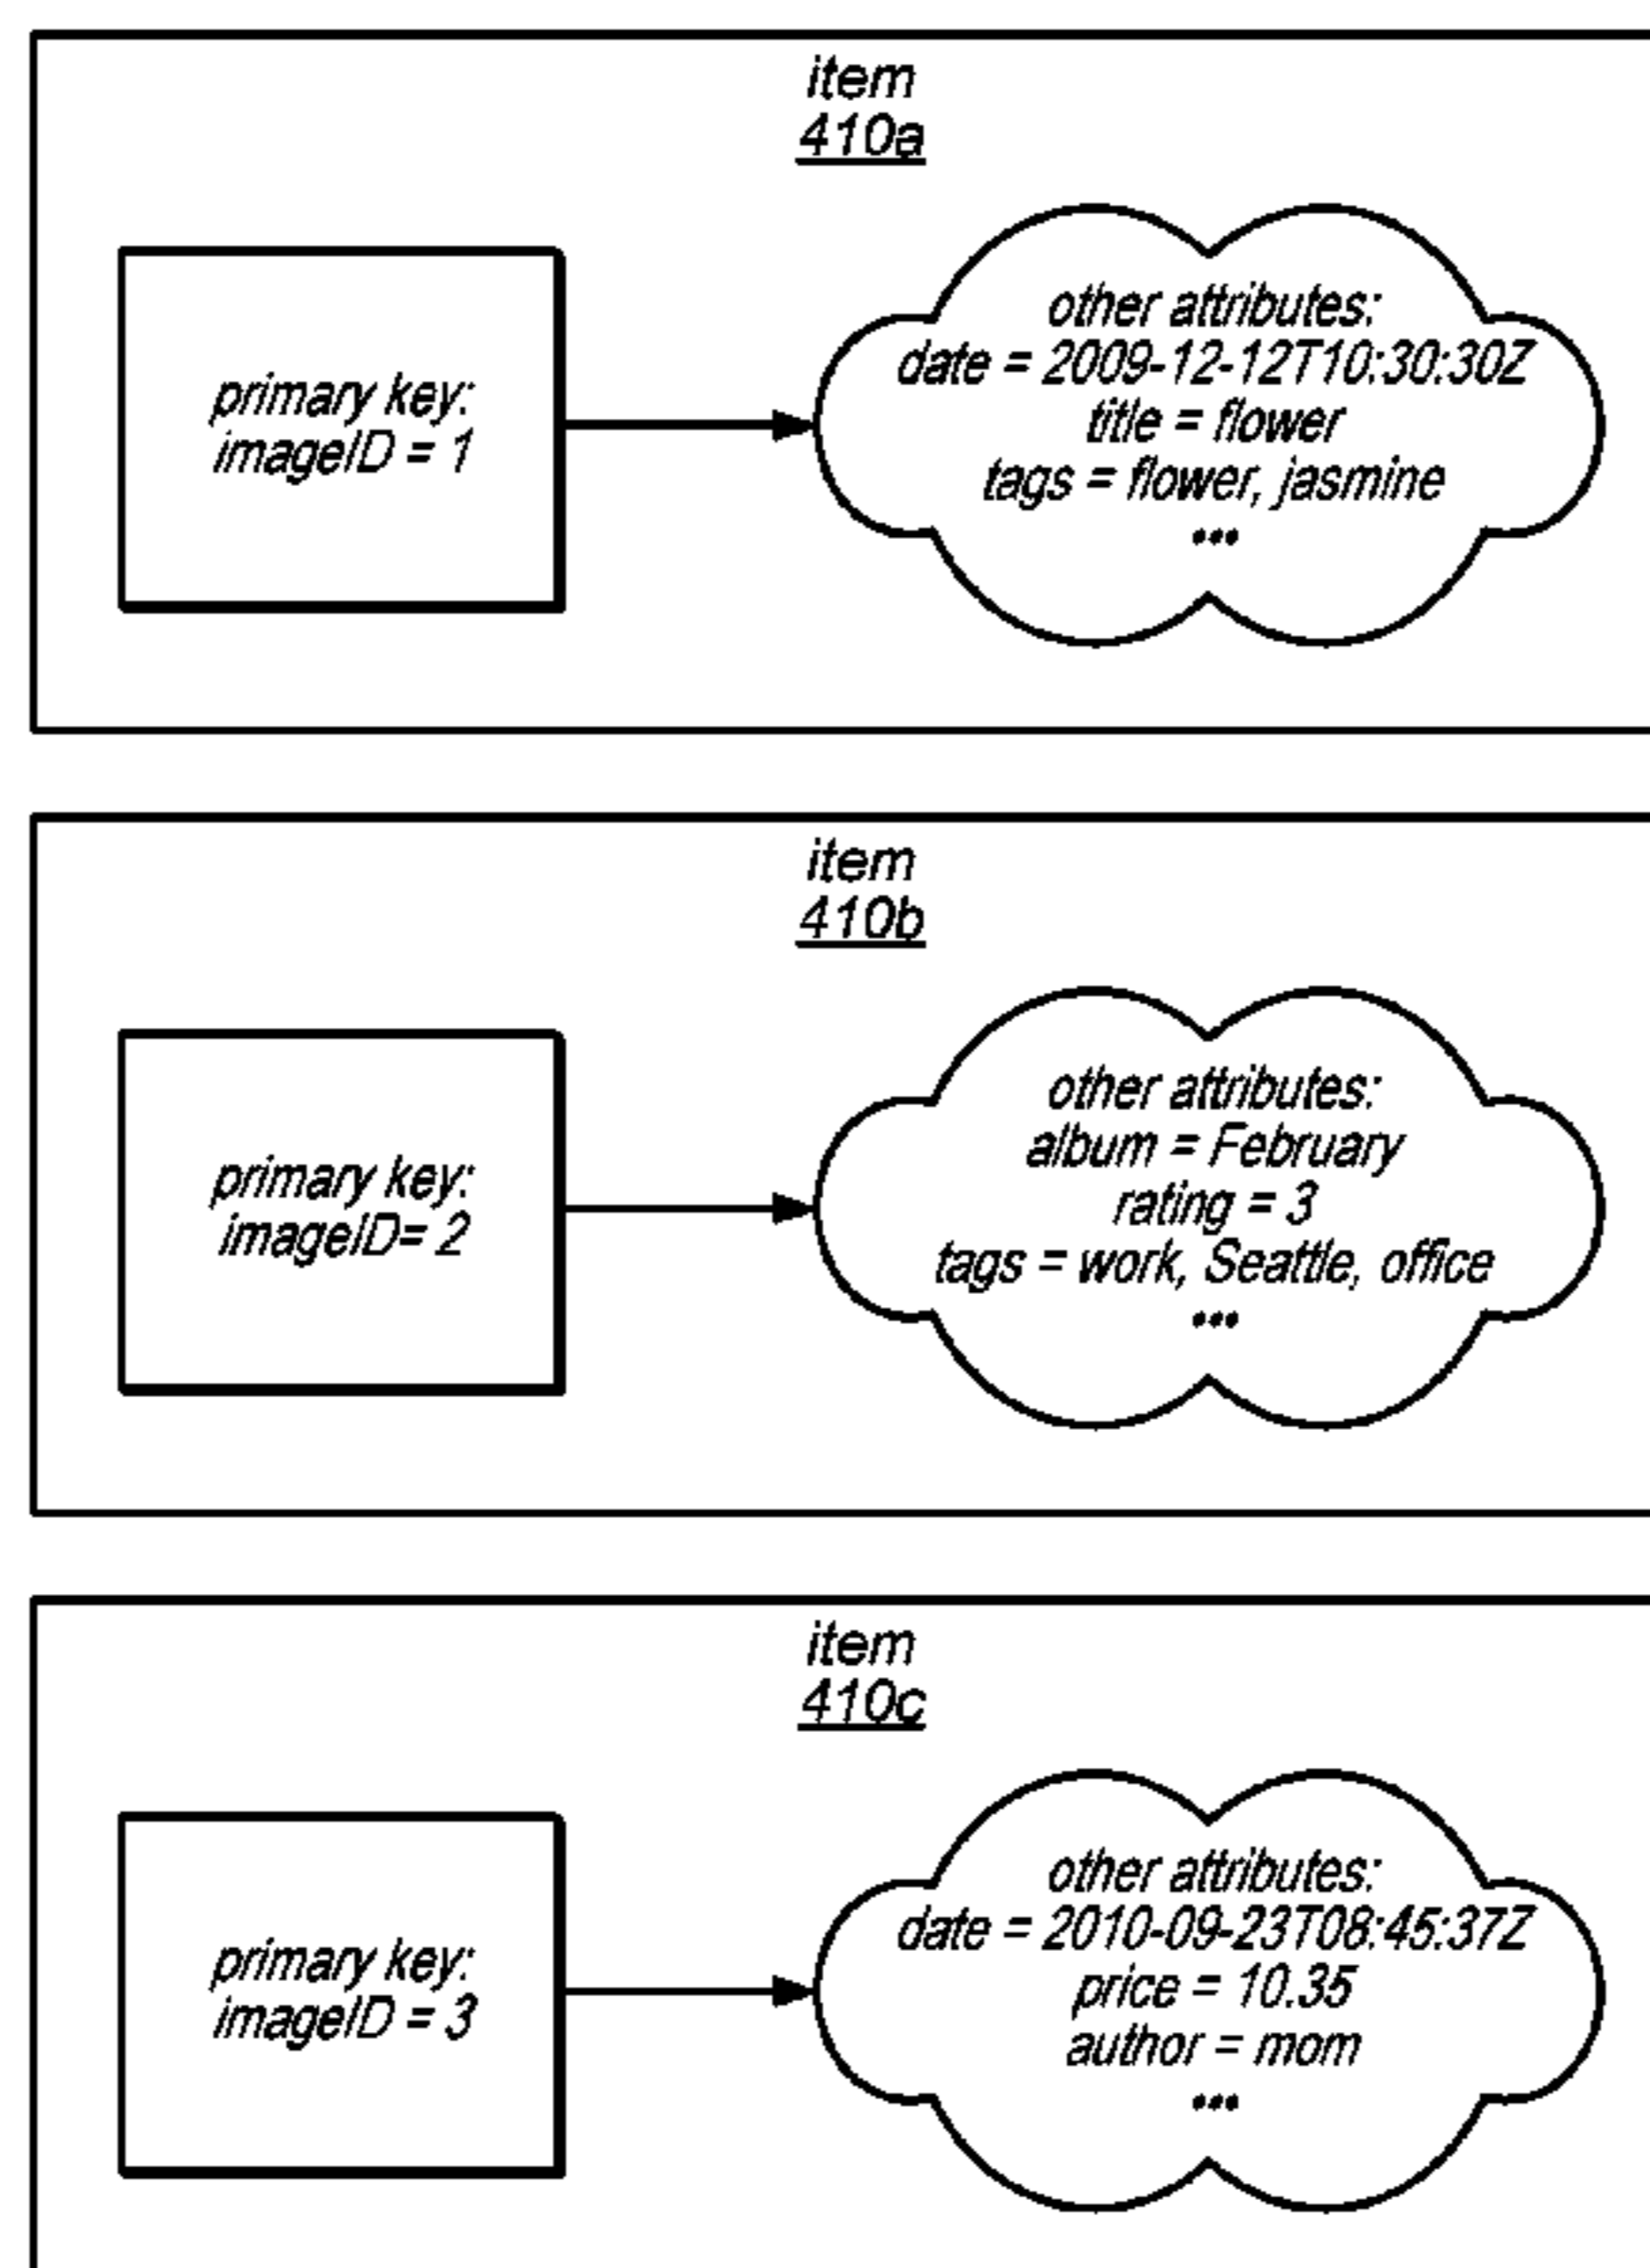 item
410a
primary key:
imageID = 1
other attributes:
date = 2009-12-12T10:30:30Z
title = flower
tags = flower, jasmine
...
item
410b
primary key:
imageID= 2
other attributes:
album = February
rating = 3
tags = work, Seattle, office
...
item
410c
primary key:
imageID = 3
other attributes:
date = 2010-09-23T08:45:37Z
price = 10.35
author = mom
...